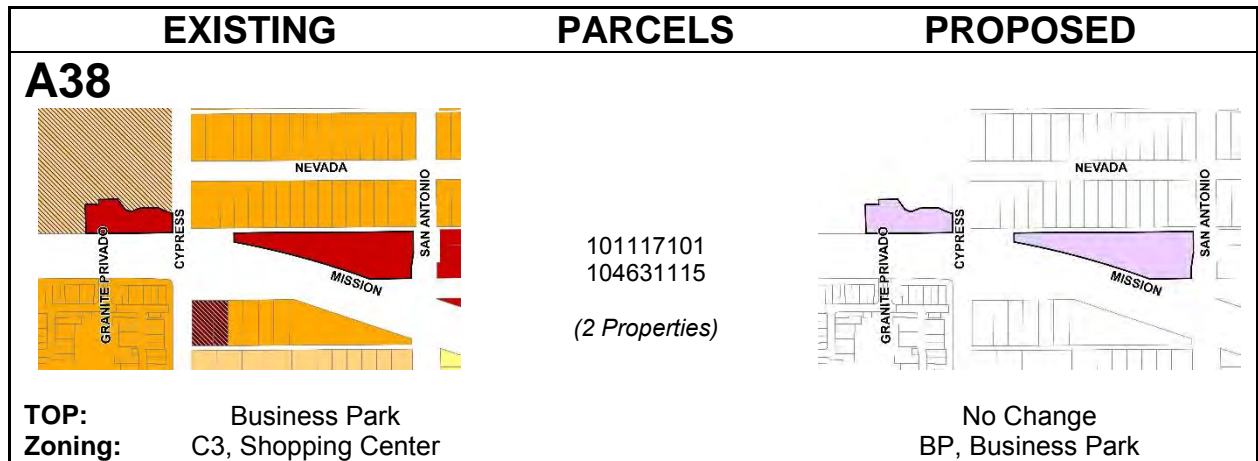 EXISTING PARCELS PROPOSED
A38
NEVADA
SAN ANTONIO
CYPRESS
GRANITE PRIVADO
MISSION
101117101
104631115
(2 Properties)
NEVADA
SAN ANTONIO
CYPRESS
GRANITE PRIVADO
MISSION
TOP: Business Park No Change
Zoning: C3, Shopping Center BP, Business Park